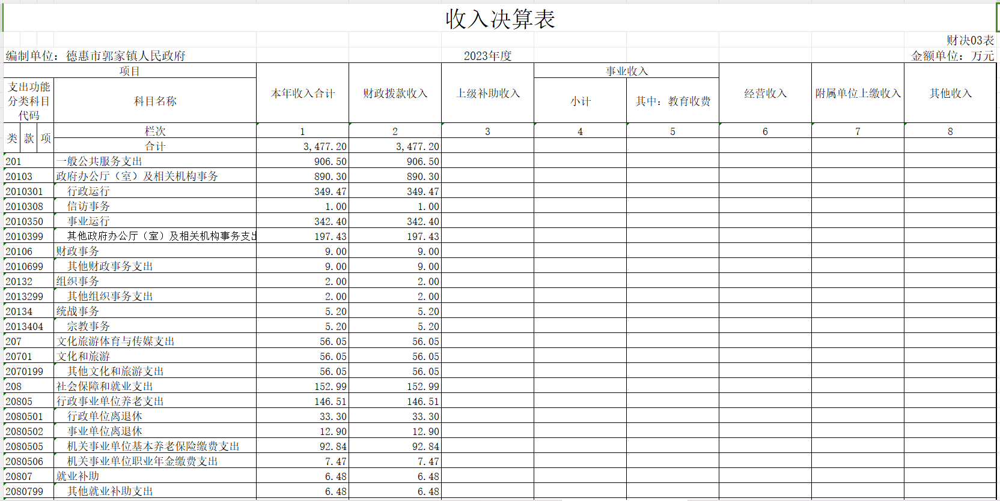 收入决算表
财决03表
编制单位：德惠市郭家镇人民政府 2023年度 金额单位：万元
项目 本年收入合计 财政拨款收入 上级补助收入 事业收入 经营收入 附属单位上缴收入 其他收入
支出功能分类科目代码 科目名称 小计 其中：教育收费
类 款 项 栏次 1 2 3 4 5 6 7 8
合计 3,477.20 3,477.20
201 一般公共服务支出 906.50 906.50
20103 政府办公厅（室）及相关机构事务 890.30 890.30
2010301 行政运行 349.47 349.47
2010308 信访事务 1.00 1.00
2010350 事业运行 342.40 342.40
2010399 其他政府办公厅（室）及相关机构事务支出 197.43 197.43
20106 财政事务 9.00 9.00
2010699 其他财政事务支出 9.00 9.00
20132 组织事务 2.00 2.00
2013299 其他组织事务支出 2.00 2.00
20134 统战事务 5.20 5.20
2013404 宗教事务 5.20 5.20
207 文化旅游体育与传媒支出 56.05 56.05
20701 文化和旅游 56.05 56.05
2070199 其他文化和旅游支出 56.05 56.05
208 社会保障和就业支出 152.99 152.99
20805 行政事业单位养老支出 146.51 146.51
2080501 行政单位离退休 33.30 33.30
2080502 事业单位离退休 12.90 12.90
2080505 机关事业单位基本养老保险缴费支出 92.84 92.84
2080506 机关事业单位职业年金缴费支出 7.47 7.47
20807 就业补助 6.48 6.48
2080799 其他就业补助支出 6.48 6.48